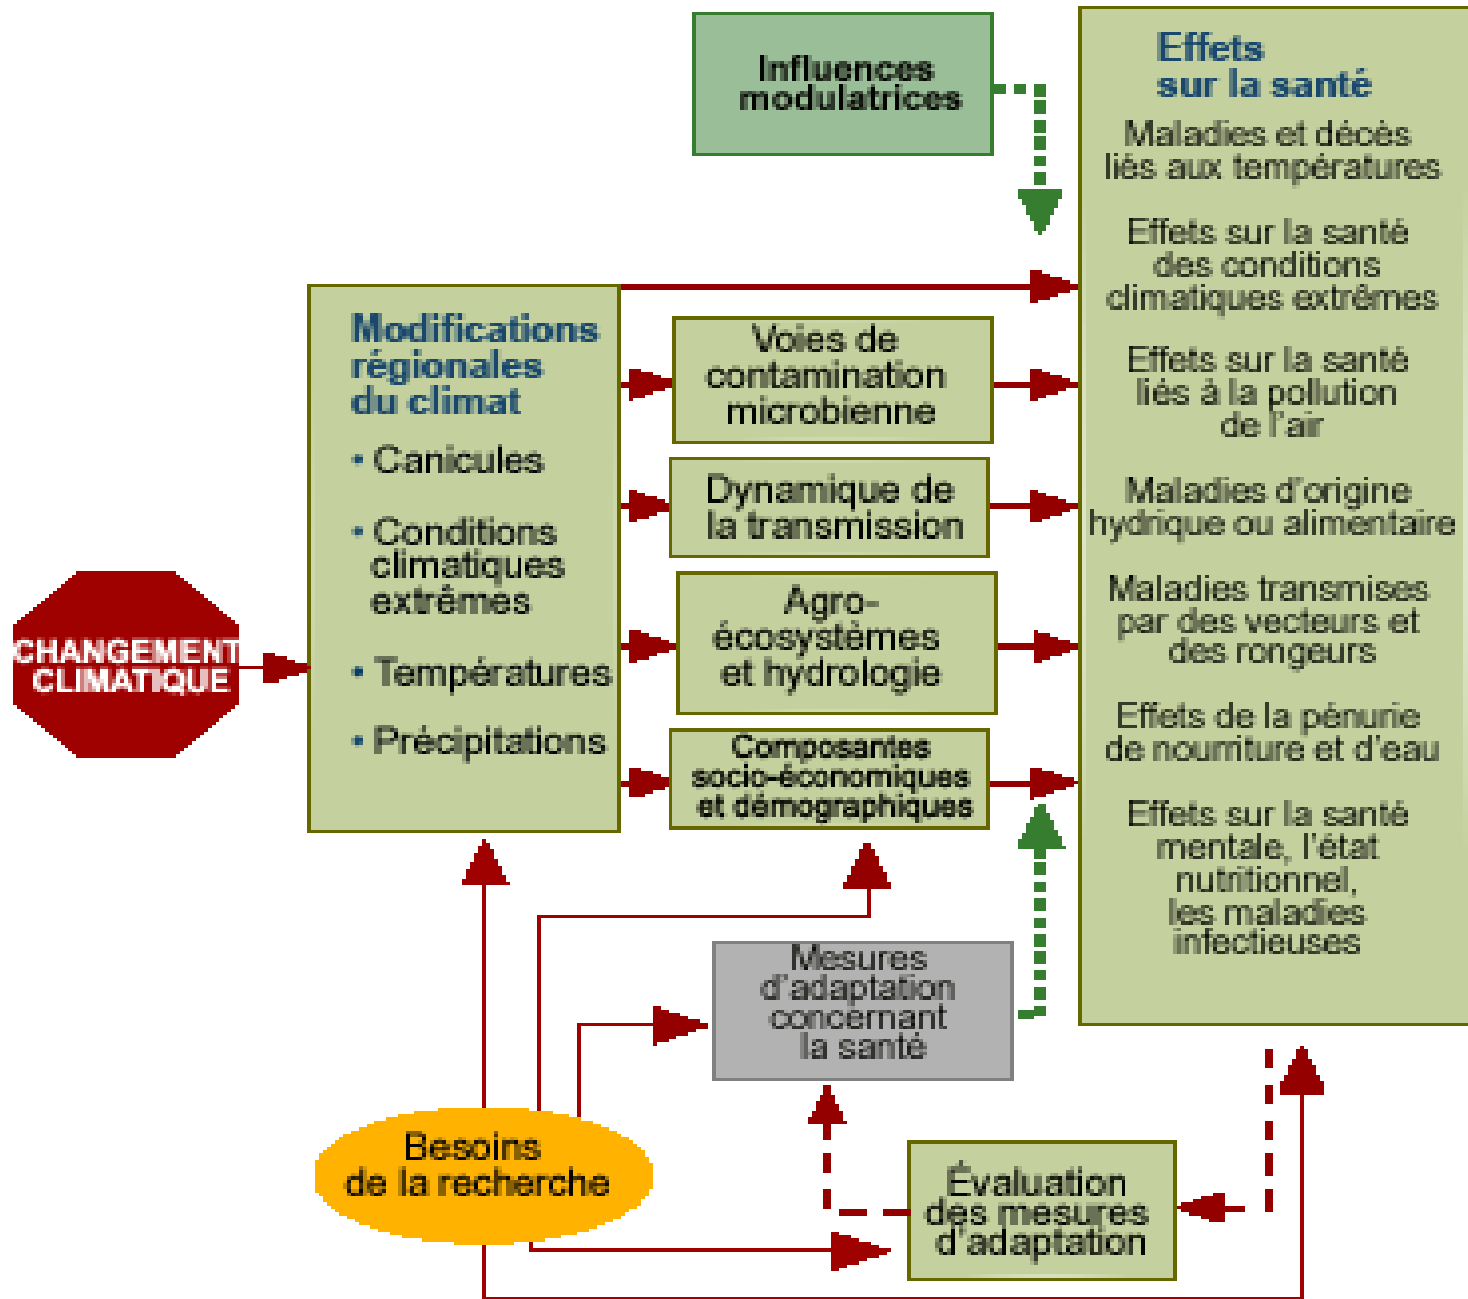 Influences
modulatrices
Effets
sur la santé
Maladies et décès
liés aux températures
Effets sur la santé
des conditions
climatiques extrêmes
Effets sur la santé
liés à la pollution
de l'air
Maladies d'origine
hydrique ou alimentaire
Maladies transmises
par des vecteurs et
des rongeurs
Effets de la pénurie
de nourriture et d'eau
Effets sur la santé
mentale, l'état
nutritionnel,
les maladies
infectieuses
Modifications
régionales
du climat
• Canicules
• Conditions
climatiques
extrêmes
• Températures
• Précipitations
Voies de
contamination
microbienne
Dynamique de
la transmission
Agro-
écosystèmes
et hydrologie
Composantes
socio-économiques
et démographiques
CHANGEMENT
CLIMATIQUE
Mesures
d'adaptation
concernant
la santé
Besoins
de la recherche
Évaluation
des mesures
d'adaptation